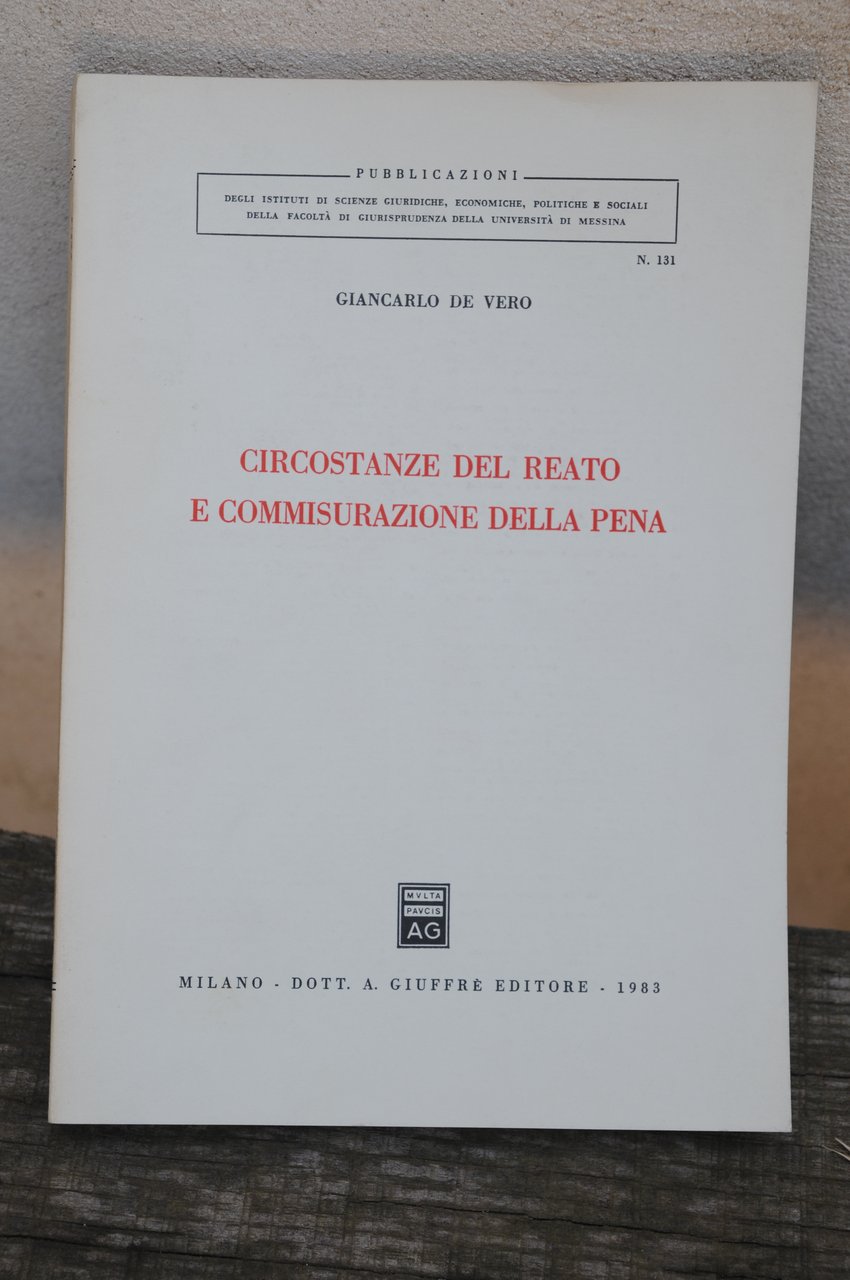 PUBBLICAZIONI
DEGLI ISTITUTI DI SCIENZE GIURIDICHE, ECONOMICHE, POLITICHE E SOCIALI
DELLA FACOLTÀ DI GIURISPRUDENZA DELLA UNIVERSITÀ DI MESSINA
N. 131
GIANCARLO DE VERO
CIRCOSTANZE DEL REATO
E COMMISURAZIONE DELLA PENA
MVLTA
PAVCIS
AG
MILANO - DOTT. A. GIUFFRÈ EDITORE - 1983